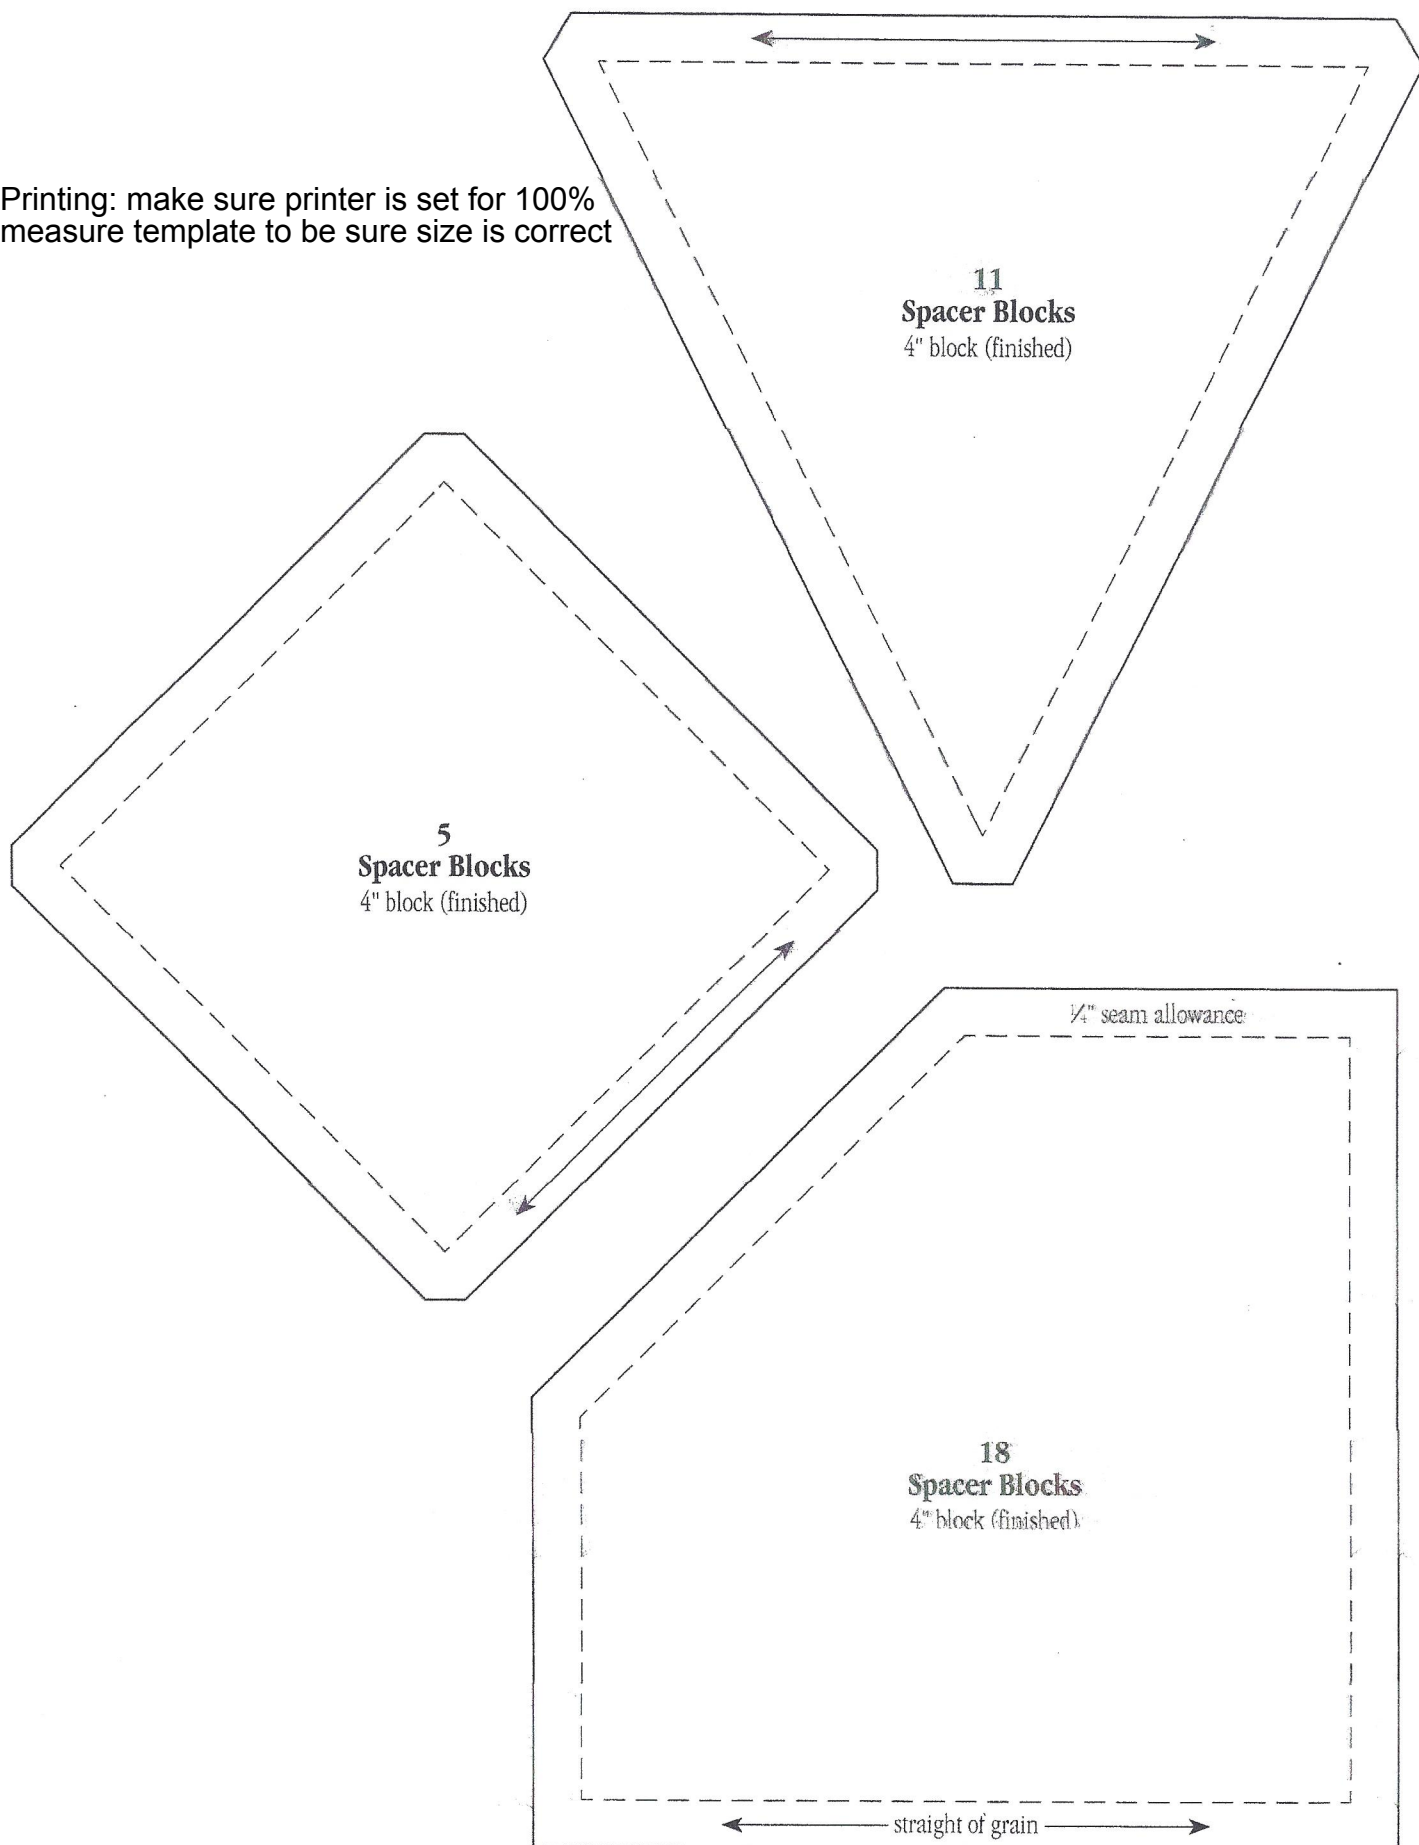 Printing: make sure printer is set for 100%
measure template to be sure size is correct
11
Spacer Blocks
4" block (finished)
5
Spacer Blocks
4" block (finished)
¼" seam allowance
18
Spacer Blocks
4" block (finished)
straight of grain